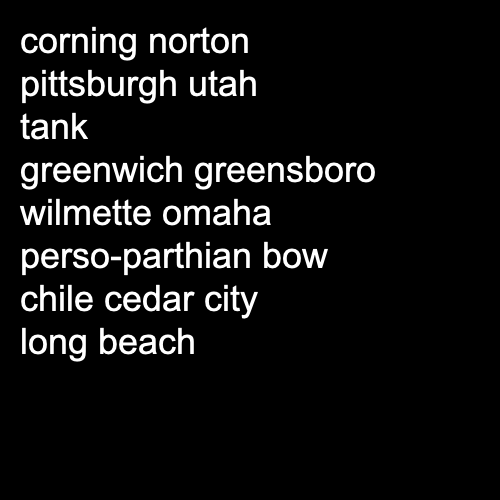 corning norton
pittsburgh utah
tank
greenwich greensboro
wilmette omaha
perso-parthian bow
chile cedar city
long beach